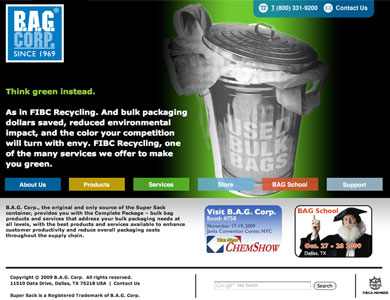 B.A.G.
CORP.
SINCE 1969
T (800) 331-9200
Contact Us
Think green instead.
As in FIBC Recycling. And bulk packaging
dollars saved, reduced environmental
impact, and the color your competition
will turn with envy. FIBC Recycling, one
of the many services we offer to make
you green.
USED
BULK
BAGS
About Us
Products
Services
Store
BAG School
Support
B.A.G. Corp., the original and only source of the Super Sack
container, provides you with the Complete Package – bulk bag
products and services that address your bulk packaging needs at
all levels, with the best products and services available to enhance
customer productivity and reduce overall packaging costs
throughout the supply chain.
Visit B.A.G. Corp.
Booth #758
November 17-19, 2009
Javits Convention Center, NYC
ChemShow
BAG School
Oct. 27 - 28 2009
Dallas, TX
Copyright © 2009 B.A.G. Corp. All rights reserved.
11510 Data Drive, Dallas, TX 75218 USA | Contact Us
Super Sack is a Registered Trademark of B.A.G. Corp.
Google
Search
FIBCA MEMBER